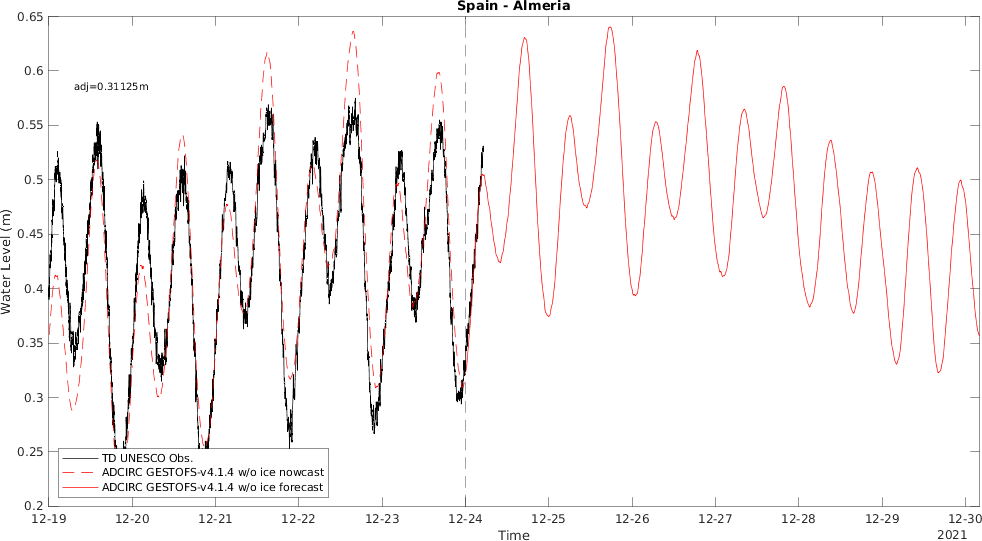 Spain - Almeria
0.65
0.6
0.55
0.5
0.45
0.4
0.35
0.3
0.25
0.2
Water Level (m)
adj=0.31125m
TD UNESCO Obs.
ADCIRC GESTOFS-v4.1.4 w/o ice nowcast
ADCIRC GESTOFS-v4.1.4 w/o ice forecast
12-19 12-20 12-21 12-22 12-23 12-24 12-25 12-26 12-27 12-28 12-29 12-30
Time
2021